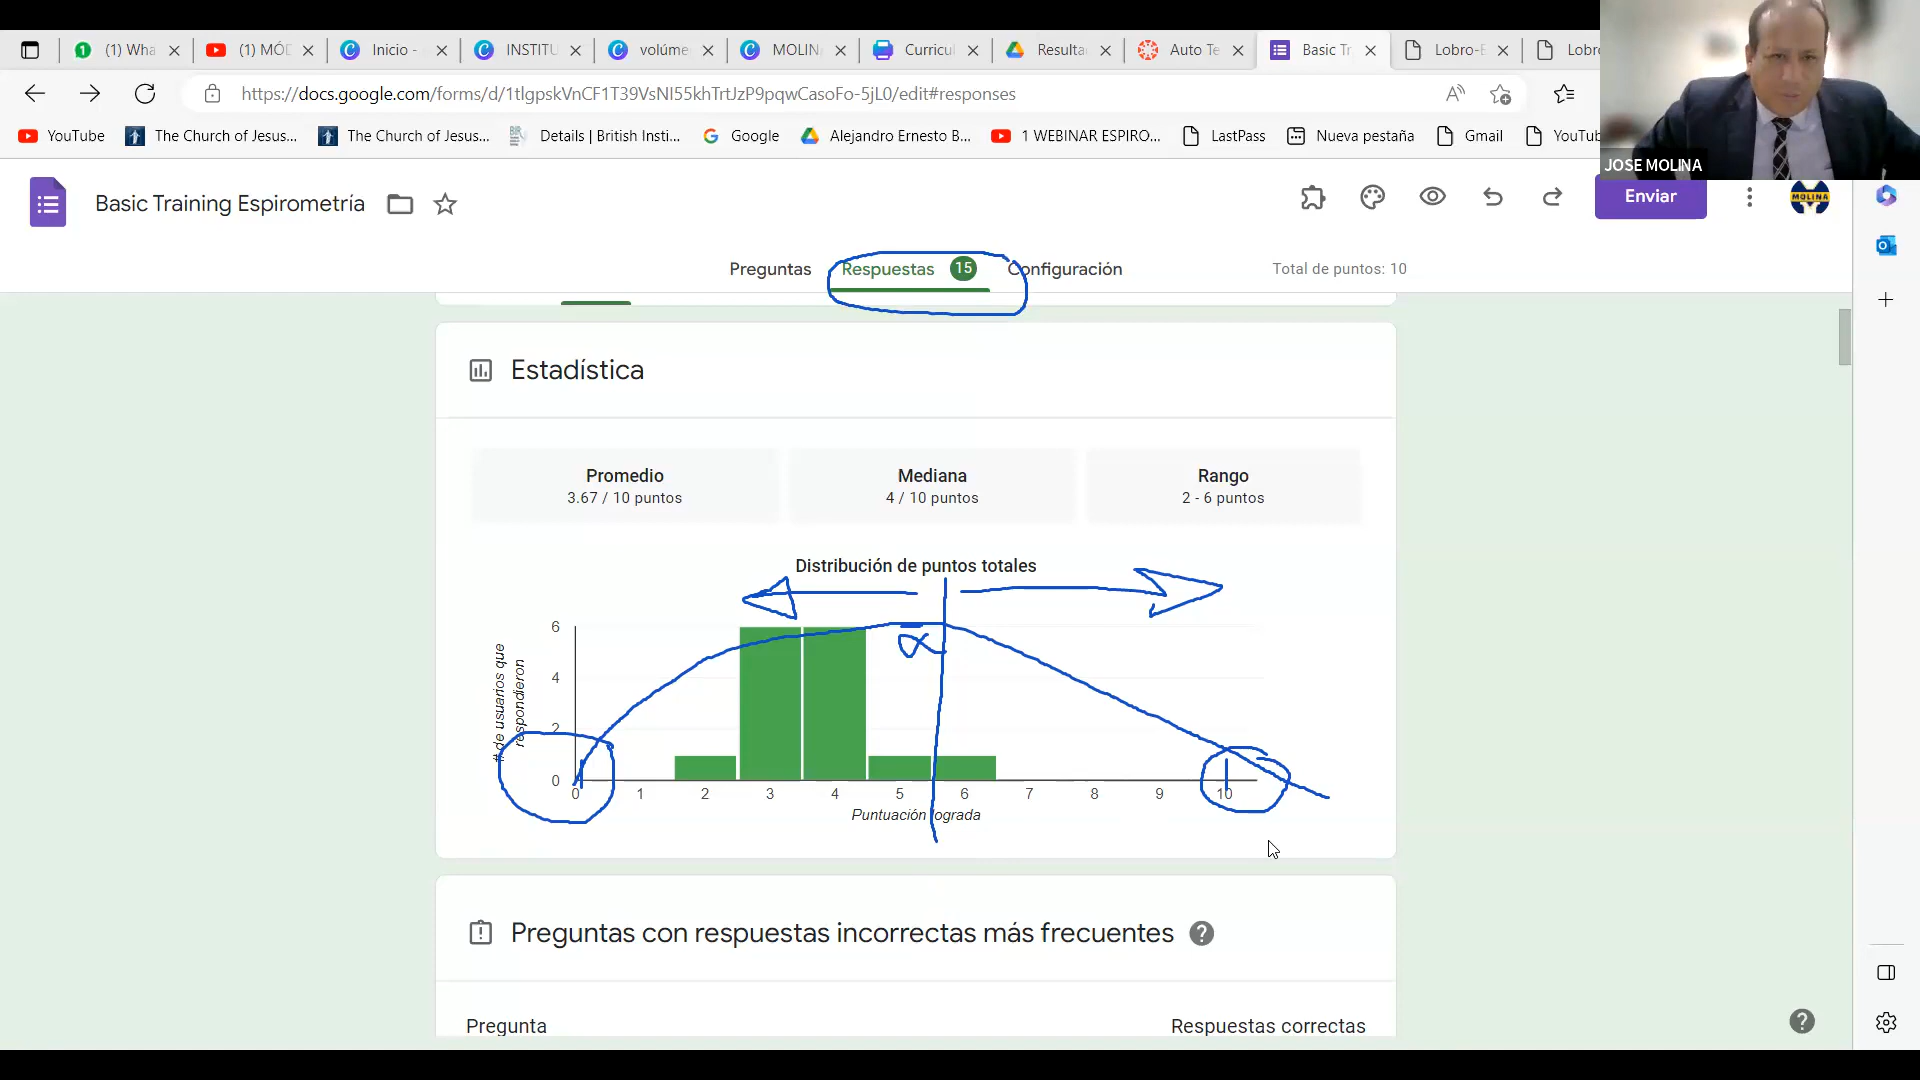 (1) Wha
(1) MÓD
Inicio -
INSTITU
volúme
MOLIN
Curricul
Resulta
Auto Te
Basic Tr
Lobro-E
Lobro
https://docs.google.com/forms/d/1tlgpskVnCF1T39VsNI55khTrtJzP9pqwCasoFo-5jL0/edit#responses
YouTube
The Church of Jesus...
The Church of Jesus...
Details | British Insti...
Google
Alejandro Ernesto B...
1 WEBINAR ESPIRO...
LastPass
Nueva pestaña
Gmail
YouTub
JOSE MOLINA
Basic Training Espirometría
Enviar
MOLINA
Preguntas
Respuestas 15
Configuración
Total de puntos: 10
Estadística
Promedio
3.67 / 10 puntos
Mediana
4 / 10 puntos
Rango
2 - 6 puntos
Distribución de puntos totales
# de usuarios que
respondieron
6
4
2
0
0 1 2 3 4 5 6 7 8 9 10
Puntuación lograda
Preguntas con respuestas incorrectas más frecuentes
Pregunta
Respuestas correctas